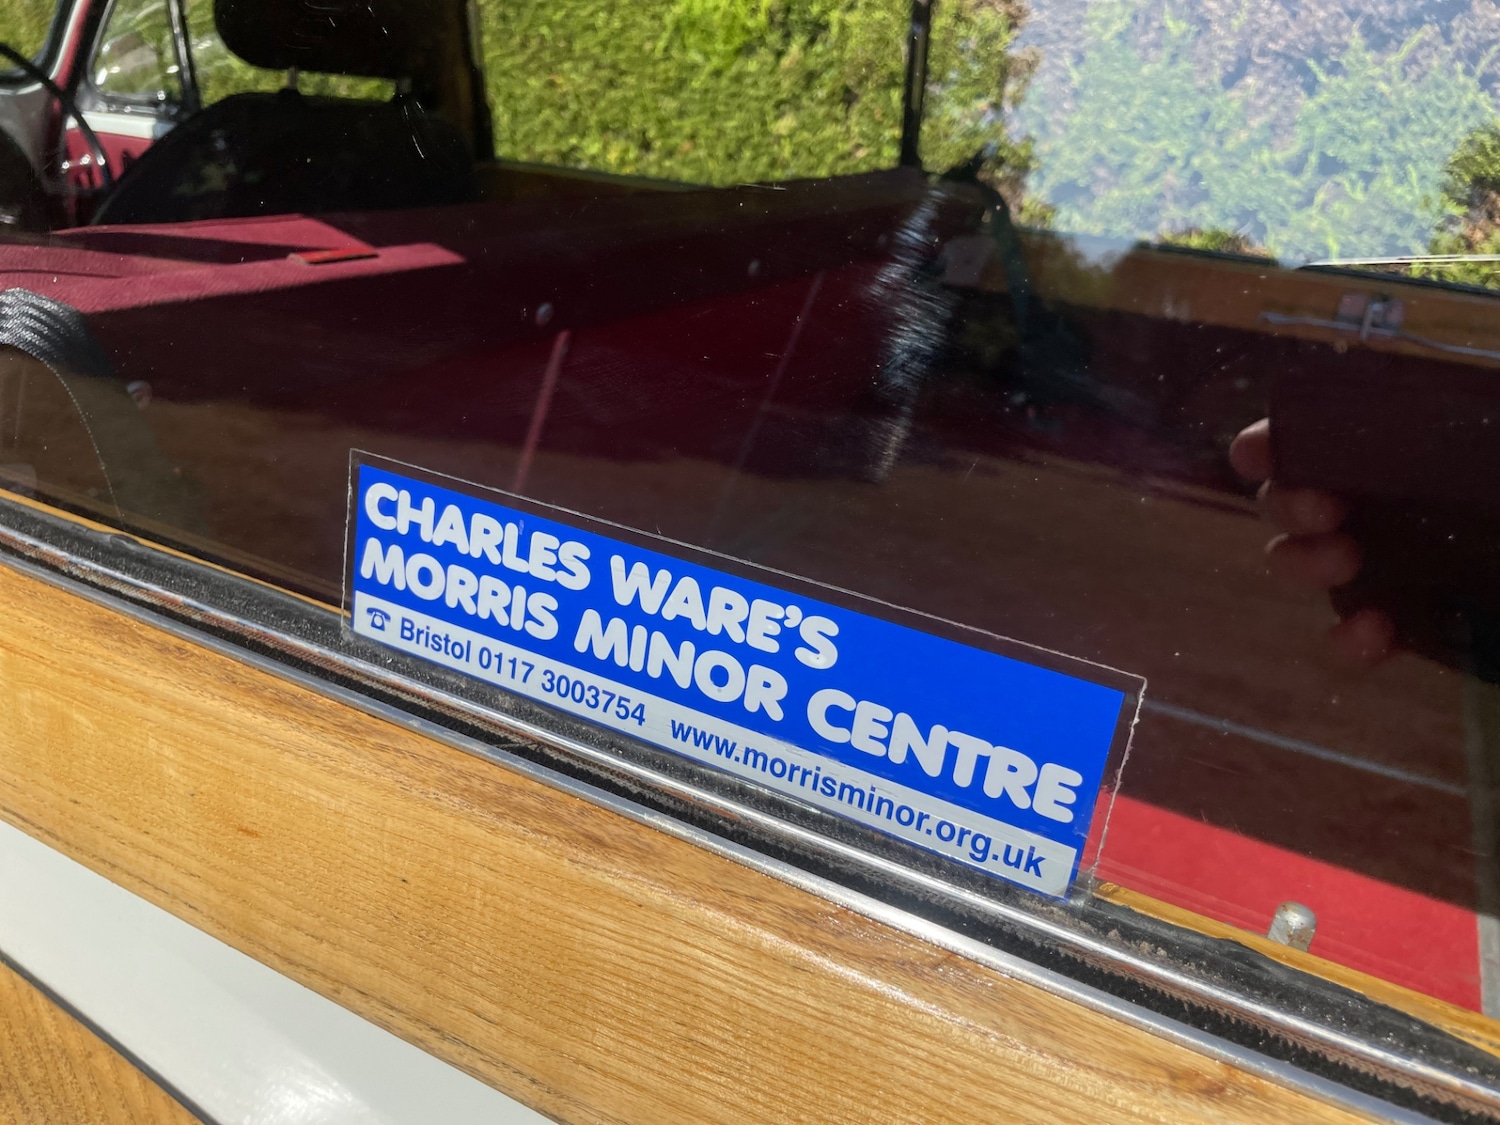 CHARLES WARE'S
MORRIS MINOR CENTRE
☎ Bristol 0117 3003754 www.morrisminor.org.uk